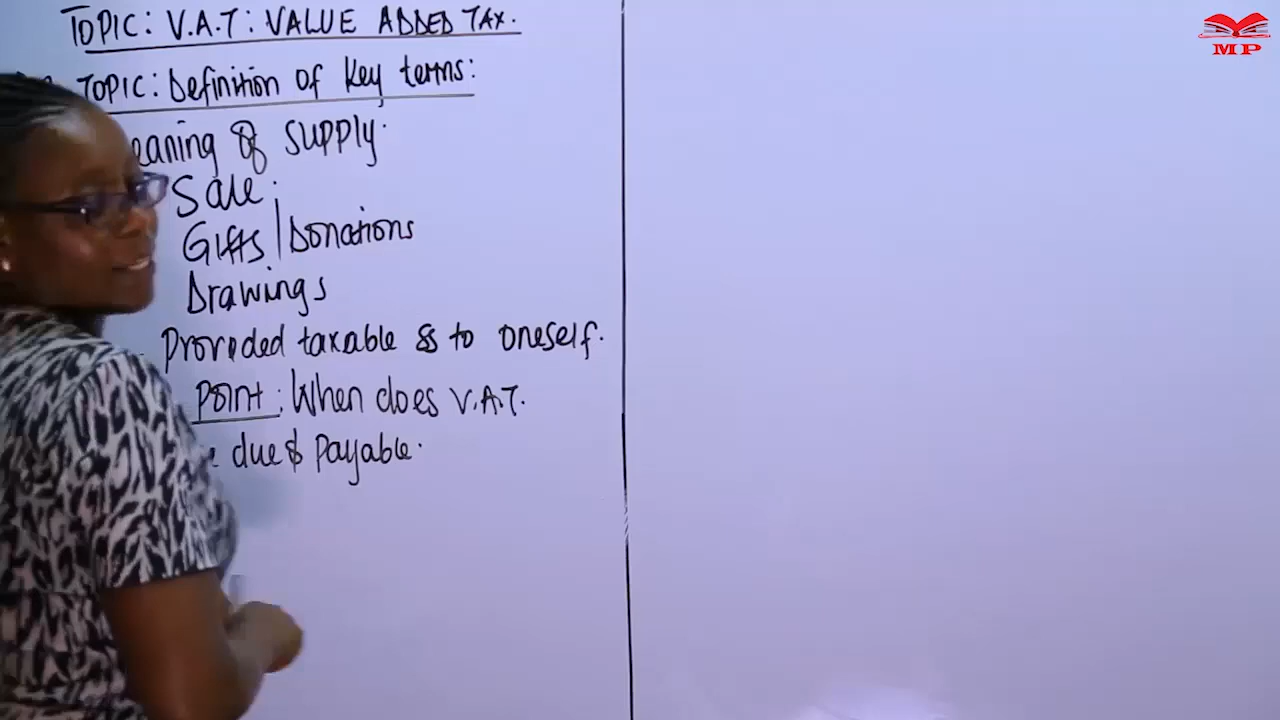 TOPIC: V.A.T: VALUE ADDED TAX.
TOPIC: Definition Of Key terms:
eaning Of SUPPLY.
Sale.
Gifts | Donations
Drawings
Provided taxable SS to oneself.
Point: When does V.A.T.
e due & Payable.
MP